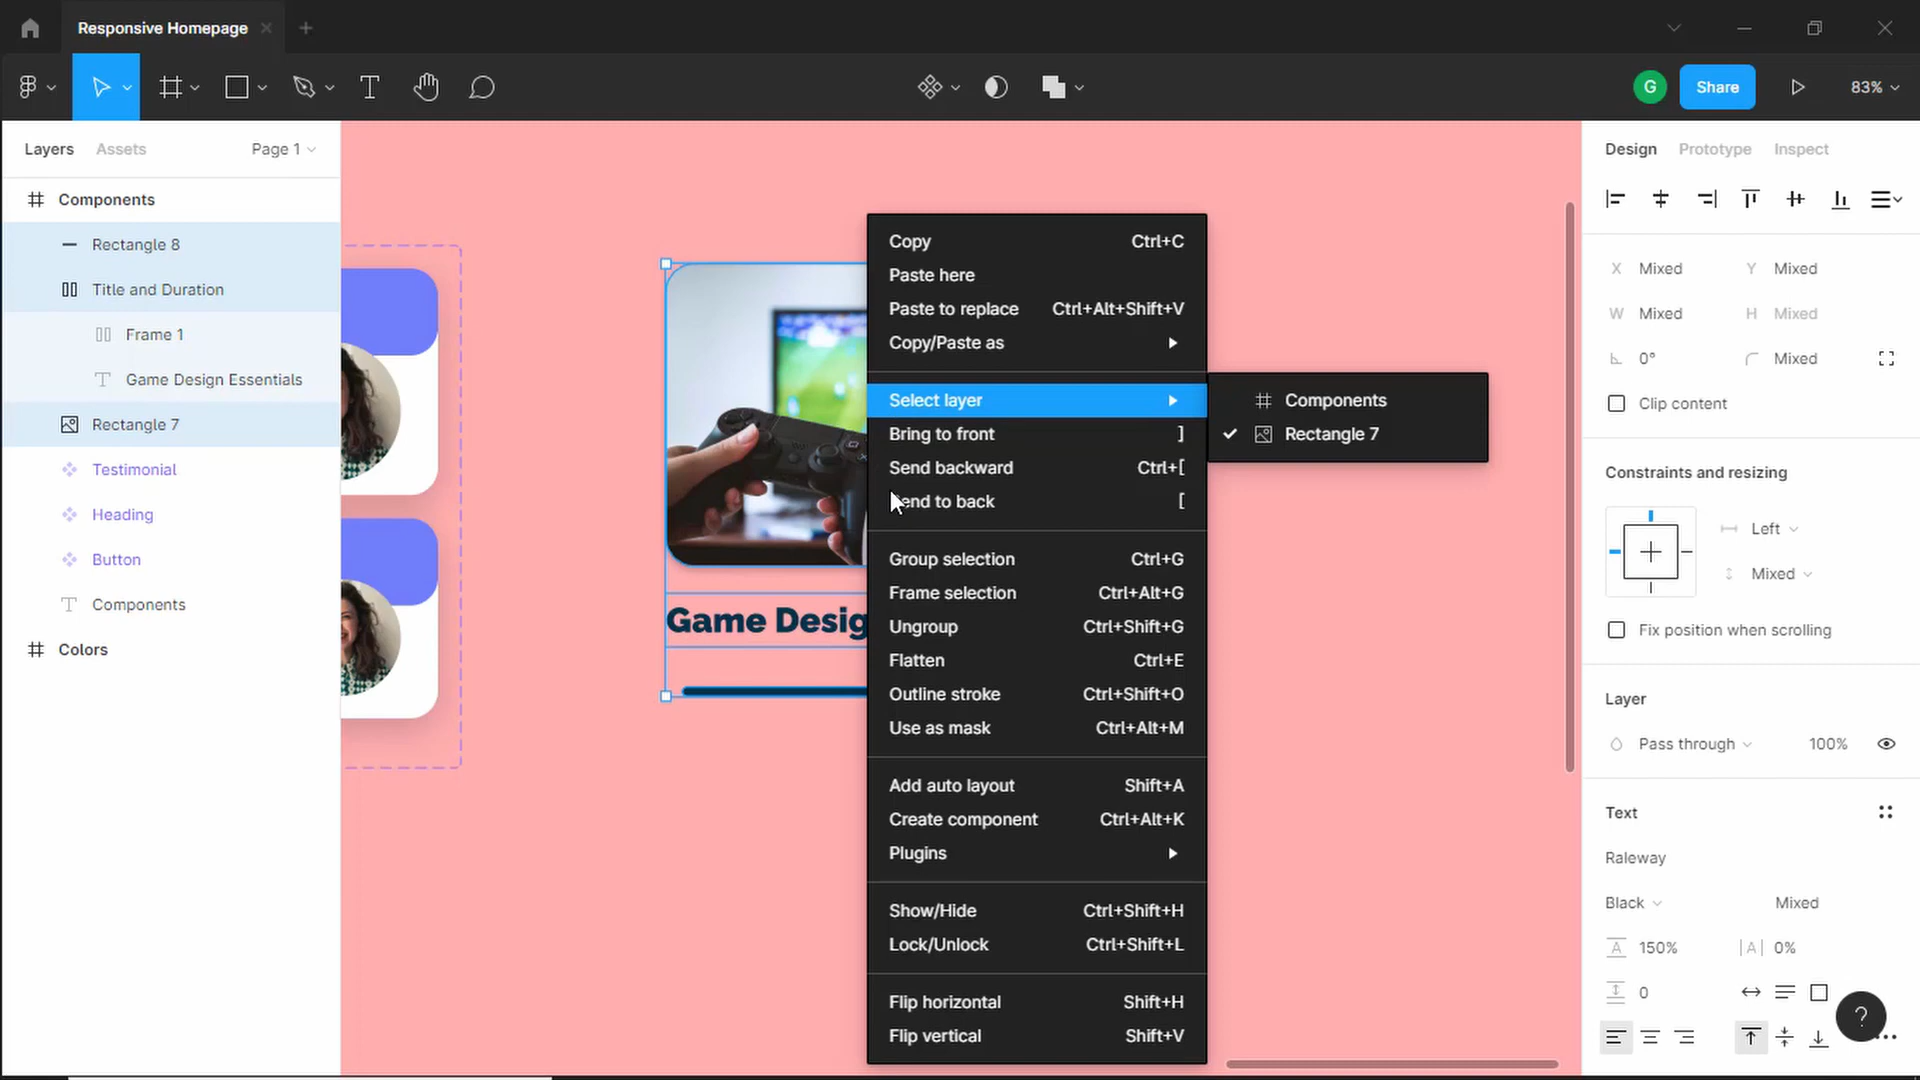 Responsive Homepage
G
Share
83%
Layers
Assets
Page 1
Components
Rectangle 8
Title and Duration
Frame 1
Game Design Essentials
Rectangle 7
Testimonial
Heading
Button
Components
Colors
Game Desig
Copy Ctrl+C
Paste here
Paste to replace Ctrl+Alt+Shift+V
Copy/Paste as
Select layer
Bring to front ]
Send backward Ctrl+[
end to back [
Group selection Ctrl+G
Frame selection Ctrl+Alt+G
Ungroup Ctrl+Shift+G
Flatten Ctrl+E
Outline stroke Ctrl+Shift+O
Use as mask Ctrl+Alt+M
Add auto layout Shift+A
Create component Ctrl+Alt+K
Plugins
Show/Hide Ctrl+Shift+H
Lock/Unlock Ctrl+Shift+L
Flip horizontal Shift+H
Flip vertical Shift+V
Components
Rectangle 7
Design Prototype Inspect
X Mixed Y Mixed
W Mixed H Mixed
0° Mixed
Clip content
Constraints and resizing
Left
Mixed
Fix position when scrolling
Layer
Pass through 100%
Text
Raleway
Black Mixed
A 150% |A| 0%
0
?